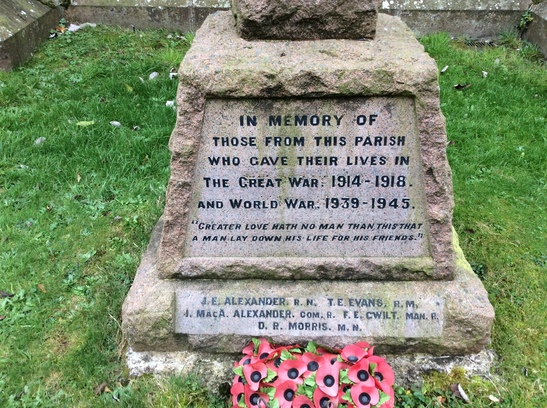 IN MEMORY OF
THOSE FROM THIS PARISH
WHO GAVE THEIR LIVES IN
THE GREAT WAR. 1914-1918.
AND WORLD WAR. 1939-1945.
"GREATER LOVE HATH NO MAN THAN THIS THAT
A MAN LAY DOWN HIS LIFE FOR HIS FRIENDS."
J. E. ALEXANDER. R. N. T. E. EVANS. R. M.
J. MacA. ALEXANDER. COM. R. F. E. GWILT. MAN. R.
D. R. MORRIS. M. N.